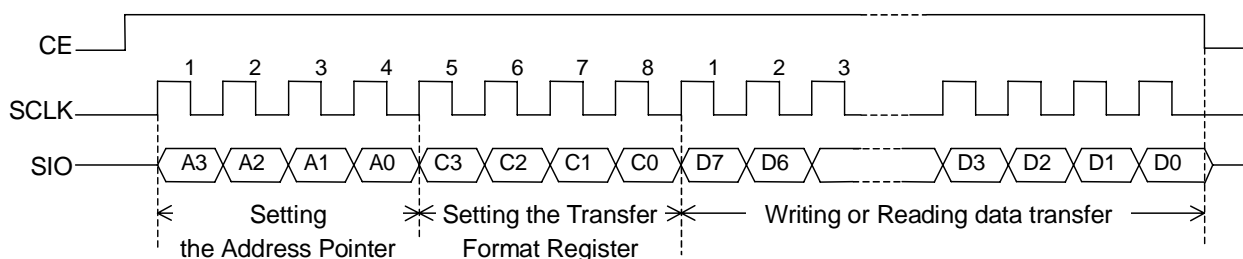 CE
1 2 3 4 5 6 7 8 1 2 3
SCLK
SIO A3 A2 A1 A0 C3 C2 C1 C0 D7 D6 D3 D2 D1 D0
Setting Setting the Transfer Writing or Reading data transfer
the Address Pointer Format Register